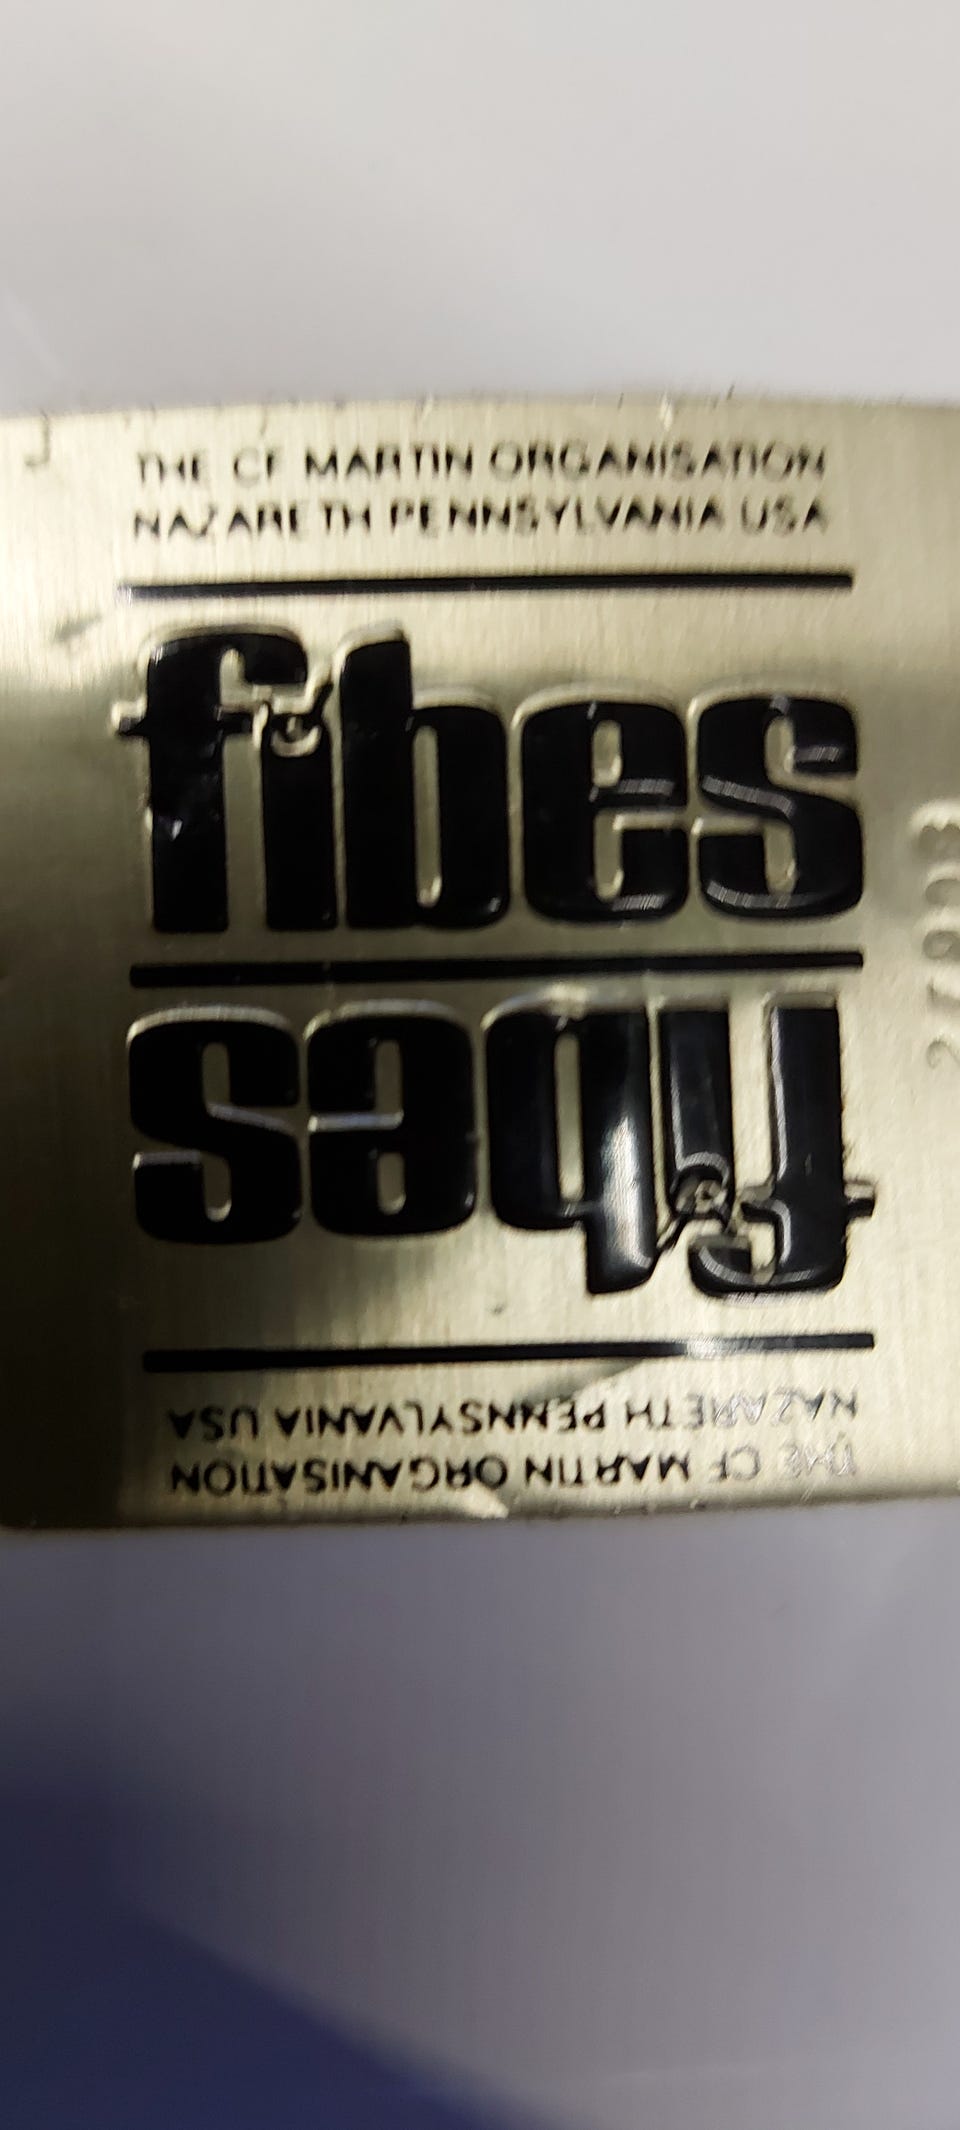 THE CF MARTIN ORGANISATION
NAZARETH PENNSYLVANIA USA
fibes
fibes
NAZARETH PENNSYLVANIA USA
THE CF MARTIN ORGANISATION